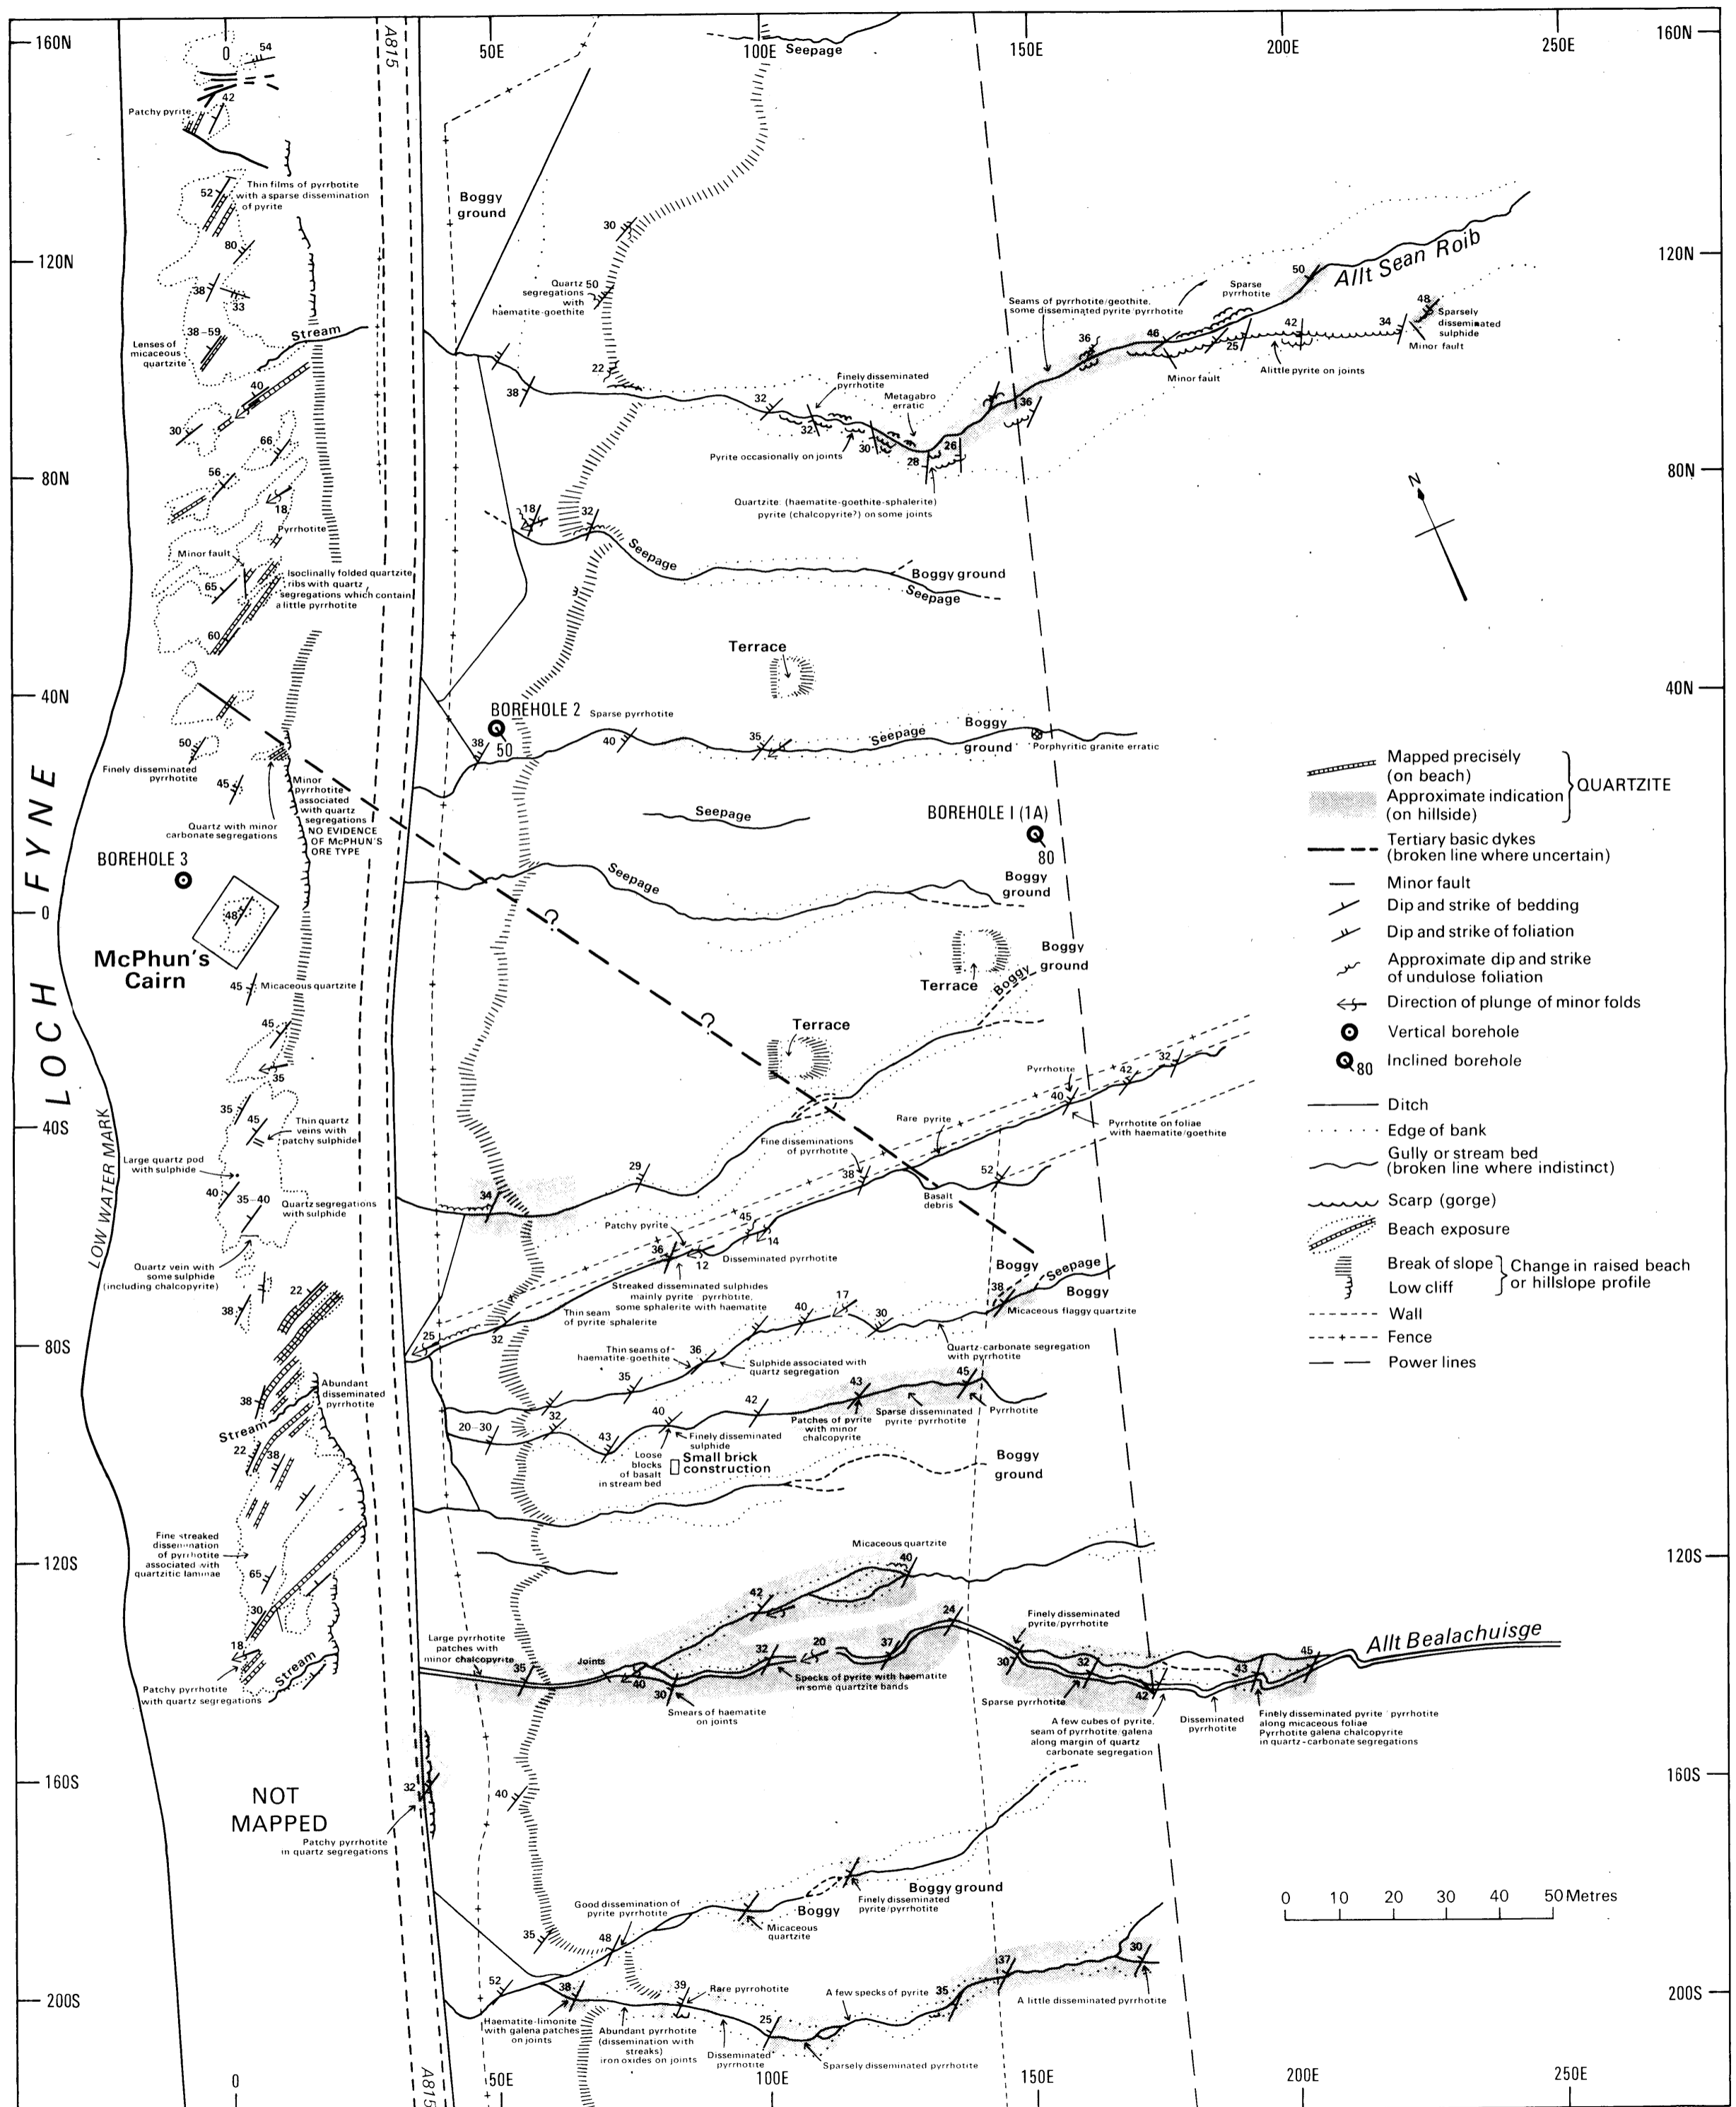 160N
0
A815
50E
100E
150E
200E
250E
160N
Seepage
54
42
Patchy pyrite
52
Thin films of pyrrhotite
with a sparse dissemination
of pyrite
Boggy
ground
80
30
120N
120N
38
33
Quartz
segregations
with
haematite-goethite
50
38-59
Lenses of
micaceous
quartzite
Stream
22
38
Seams of pyrrhotite/geothite,
some disseminated pyrite/pyrrhotite
Sparse
pyrrhotite
50
Allt Sean Roib
48
Sparsely
disseminated
sulphide
Minor fault
34
42
25
46
36
Alittle pyrite on joints
Minor fault
40
32
Finely disseminated
pyrrhotite
Metagabro
erratic
36
30
66
32
30
28
26
Pyrite occasionally on joints
56
80N
80N
18
Quartzite: (haematite-goethite-sphalerite)
pyrite (chalcopyrite?) on some joints
N
Pyrrhotite
18
32
Minor fault
65
Isoclinally folded quartzite
ribs with quartz
segregations which contain
a little pyrrhotite
Seepage
Boggy ground
Seepage
60
Terrace
40N
40N
BOREHOLE 2
50
Sparse pyrrhotite
38
40
35
Seepage
Boggy
ground
Porphyritic granite erratic
50
Finely disseminated
pyrrhotite
45
Quartz with minor
carbonate segregations
Minor
pyrrhotite
associated
with quartz
segregations
NO EVIDENCE
OF McPHUN'S
ORE TYPE
Seepage
BOREHOLE I (1A)
80
BOREHOLE 3
48
0
Seepage
Boggy
ground
McPhun's
Cairn
45
Micaceous quartzite
?
Terrace
Boggy
Boggy
ground
LOCH FYNE
LOW WATER MARK
45
35
?
Terrace
Pyrrhotite
40
42
32
40S
35
45
Thin quartz
veins with
patchy sulphide
Rare pyrite
Pyrrhotite on foliae
with haematite/goethite
Large quartz pod
with sulphide
40
35-40
Quartz segregations
with sulphide
29
34
Fine disseminations
of pyrrhotite
38
52
Basalt
debris
Quartz vein with
some sulphide
(including chalcopyrite)
Patchy pyrite
45
14
36
12
Disseminated pyrrhotite
Streaked disseminated sulphides
mainly pyrite/pyrrhotite,
some sphalerite with haematite
Thin seam
of pyrite sphalerite
22
38
25
32
Boggy
Seepage
Boggy
38
Micaceous flaggy quartzite
80S
40
17
30
Thin seams of
haematite-goethite
36
Sulphide associated with
quartz segregation
Quartz-carbonate segregation
with pyrrhotite
35
Abundant
disseminated
pyrrhotite
38
Stream
22
38
20-30
32
43
40
42
43
45
Finely disseminated
sulphide
Patches of pyrite
with minor
chalcopyrite
Sparse disseminated
pyrite/pyrrhotite
Pyrrhotite
Loose
blocks
of basalt
in stream bed
Small brick
construction
Boggy
ground
Fine streaked
dissemination
of pyrrhotite
associated with
quartzitic laminae
65
120S
120S
Micaceous quartzite
40
42
30
18
Stream
Patchy pyrite
with quartz segregations
Large pyrrhotite
patches with
minor chalcopyrite
35
Joints
40
30
32
20
37
24
Finely disseminated
pyrite/pyrrhotite
Specks of pyrite with haematite
in some quartzite bands
Smears of haematite
on joints
30
32
Sparse pyrrhotite
42
43
45
Allt Bealachuisge
A few cubes of pyrite,
seam of pyrrhotite/galena
along margin of quartz
carbonate segregation
Disseminated
pyrrhotite
Finely disseminated pyrite/pyrrhotite
along micaceous foliae
Pyrrhotite galena chalcopyrite
in quartz-carbonate segregations
160S
160S
NOT
MAPPED
32
40
Patchy pyrrhotite
in quartz segregations
Good dissemination of
pyrite pyrrhotite
35
48
Boggy
Micaceous
quartzite
Finely disseminated
pyrite/pyrrhotite
Boggy ground
200S
200S
52
38
39
Rare pyrrohotite
A few specks of pyrite
35
37
30
A little disseminated pyrrhotite
Haematite-limonite
with galena patches
on joints
Abundant pyrrhotite
(dissemination with
streaks)
iron oxides on joints
25
Disseminated
pyrrhotite
Sparsely disseminated pyrrhotite
0
A815
50E
100E
150E
200E
250E
Mapped precisely
(on beach)
Approximate indication
(on hillside)
QUARTZITE
Tertiary basic dykes
(broken line where uncertain)
Minor fault
Dip and strike of bedding
Dip and strike of foliation
Approximate dip and strike
of undulose foliation
Direction of plunge of minor folds
Vertical borehole
80
Inclined borehole
Ditch
Edge of bank
Gully or stream bed
(broken line where indistinct)
Scarp (gorge)
Beach exposure
Break of slope
Low cliff
Change in raised beach
or hillslope profile
Wall
Fence
Power lines
0 10 20 30 40 50 Metres